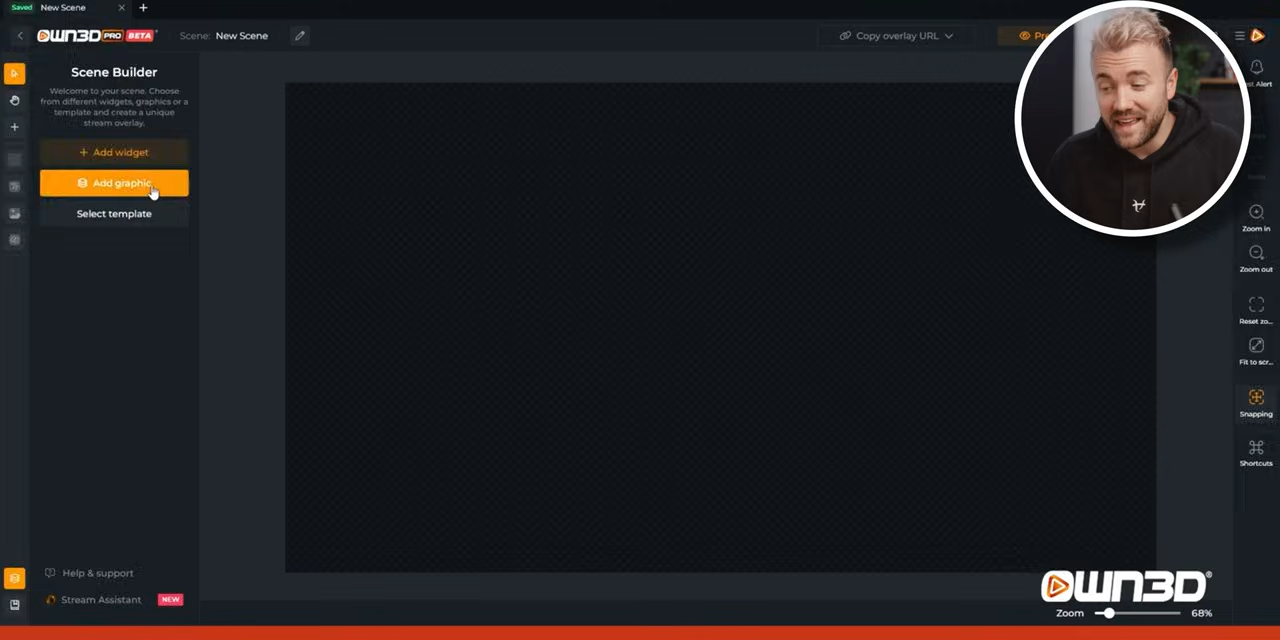 Saved New Scene
OWN3D PRO BETA Scene: New Scene Copy overlay URL
Scene Builder
Welcome to your scene. Choose
from different widgets, graphics or a
template and create a unique
stream overlay.
+ Add widget
Add graphic
Select template
Help & support
Stream Assistant NEW
Zoom in
Zoom out
Reset zo...
Fit to scr...
Snapping
Shortcuts
OWN3D®
Zoom 68%